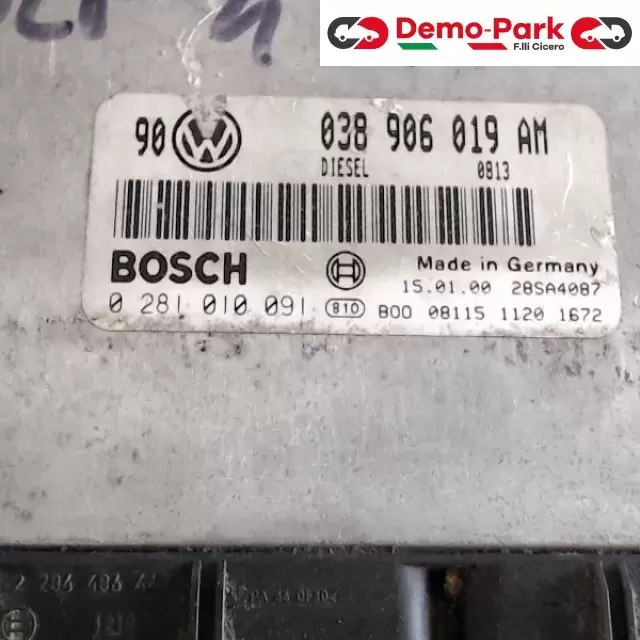 Demo-Park
F.lli Cicero
90 VW 038 906 019 AM
DIESEL 0813
BOSCH Made in Germany
15.01.00 28SA4087
0 281 010 091 810 B00 08115 1120 1672